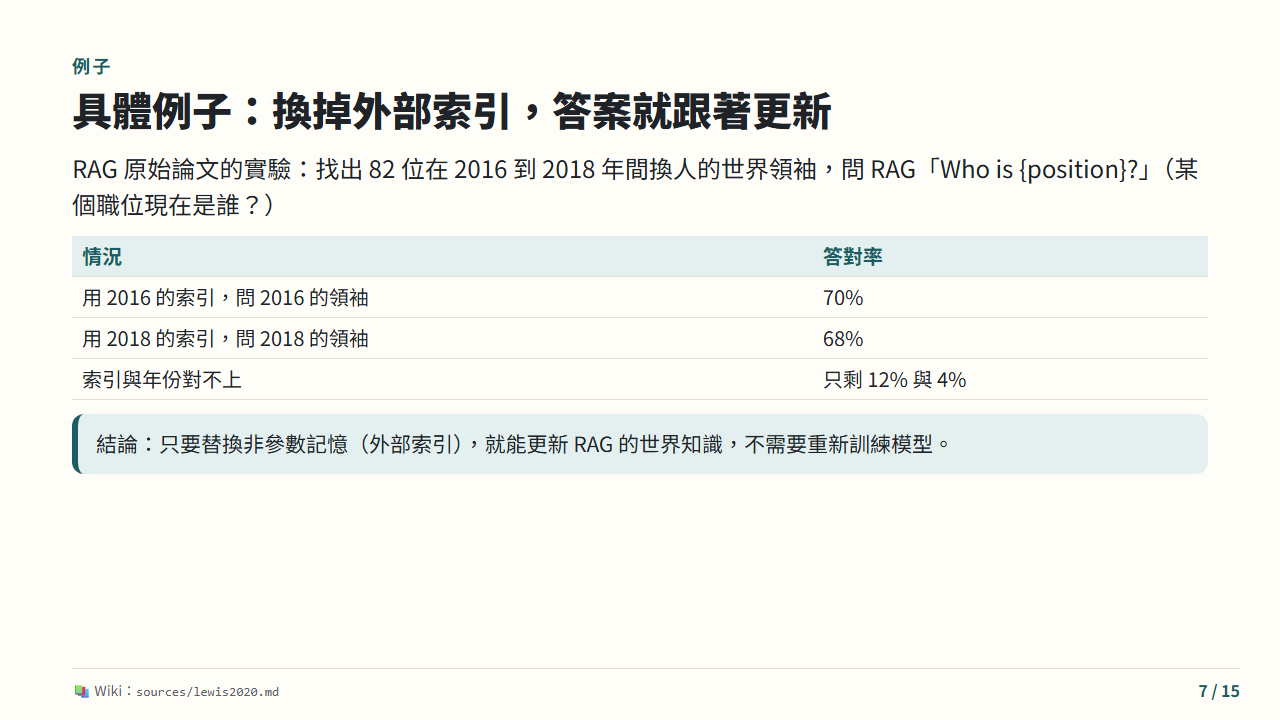 例子
具體例子：換掉外部索引，答案就跟著更新
RAG 原始論文的實驗：找出 82 位在 2016 到 2018 年間換人的世界領袖，問 RAG「Who is {position}?」（某
個職位現在是誰？）
情況 答對率
用 2016 的索引，問 2016 的領袖 70%
用 2018 的索引，問 2018 的領袖 68%
索引與年份對不上 只剩 12% 與 4%
結論：只要替換非參數記憶（外部索引），就能更新 RAG 的世界知識，不需要重新訓練模型。
Wiki：sources/lewis2020.md 7 / 15